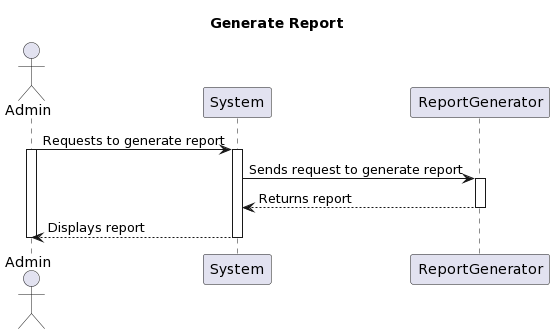 Generate Report
Admin
System
ReportGenerator
Requests to generate report
Sends request to generate report
Returns report
Displays report
Admin
System
ReportGenerator